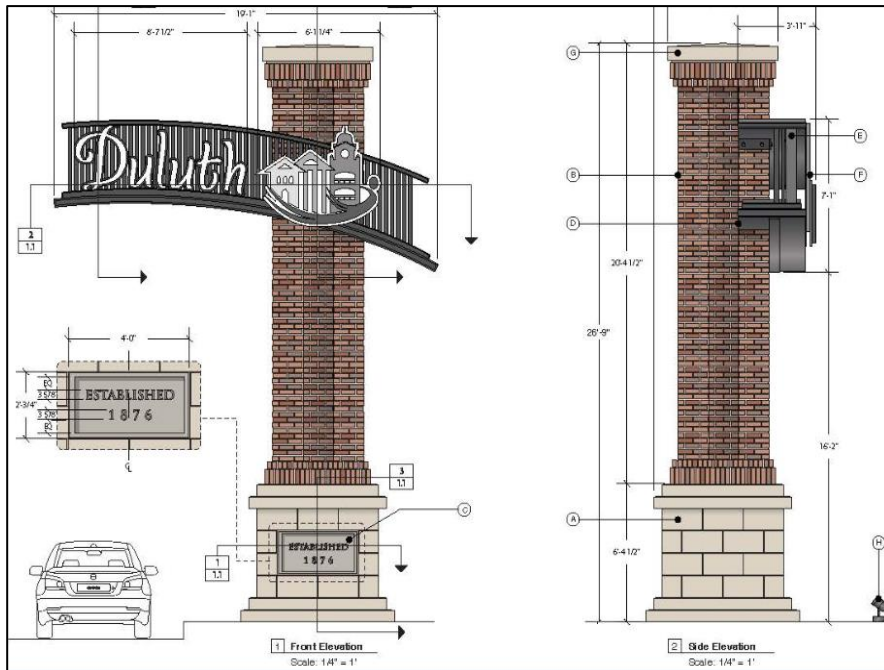 19'-1"
8'-7 1/2"
6'-1 1/4"
3'-11"
G
Duluth
E
B
F
2
1.1
7'-1"
D
20'-4 1/2"
26'-9"
4'-0"
EQ
3 5/8"
2'-3/4"
3 5/8"
EQ
ESTABLISHED
1876
16'-2"
3
1.1
C
A
ESTABLISHED
1876
1
1.1
6'-4 1/2"
H
1 Front Elevation
Scale: 1/4" = 1'
2 Side Elevation
Scale: 1/4" = 1'